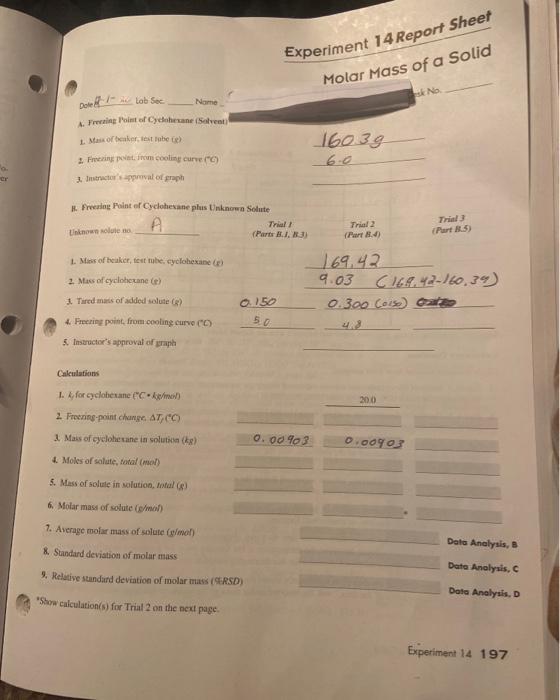 Experiment 14 Report Sheet
Molar Mass of a Solid
Date Lab Sec. Name No.
A. Freezing Point of Cyclohexane (Solvent)
1. Mass of beaker, test tube (g)
2. Freezing point, from cooling curve (°C) 6.0
3. Instructor's approval of graph
B. Freezing Point of Cyclohexane plus Unknown Solute
Unknown solute no. A
Trial 1 Trial 2 Trial 3
(Parts B.1, B.3) (Part B.4) (Part B.5)
1. Mass of beaker, test tube, cyclohexane (g) 169.42
2. Mass of cyclohexane (g) 9.03 (169.42-160.39)
3. Tared mass of added solute (g) 0.150 0.300
4. Freezing point, from cooling curve (°C) 5.0 4.8
5. Instructor's approval of graph
Calculations
1. kf for cyclohexane (°C • kg/mol) 20.0
2. Freezing-point change, ΔTf (°C)
3. Mass of cyclohexane in solution (kg) 0.00903 0.00903
4. Moles of solute, total (mol)
5. Mass of solute in solution, total (g)
6. Molar mass of solute (g/mol)
7. Average molar mass of solute (g/mol) Data Analysis, B
8. Standard deviation of molar mass Data Analysis, C
9. Relative standard deviation of molar mass (%RSD) Data Analysis, D
*Show calculation(s) for Trial 2 on the next page.
Experiment 14 197